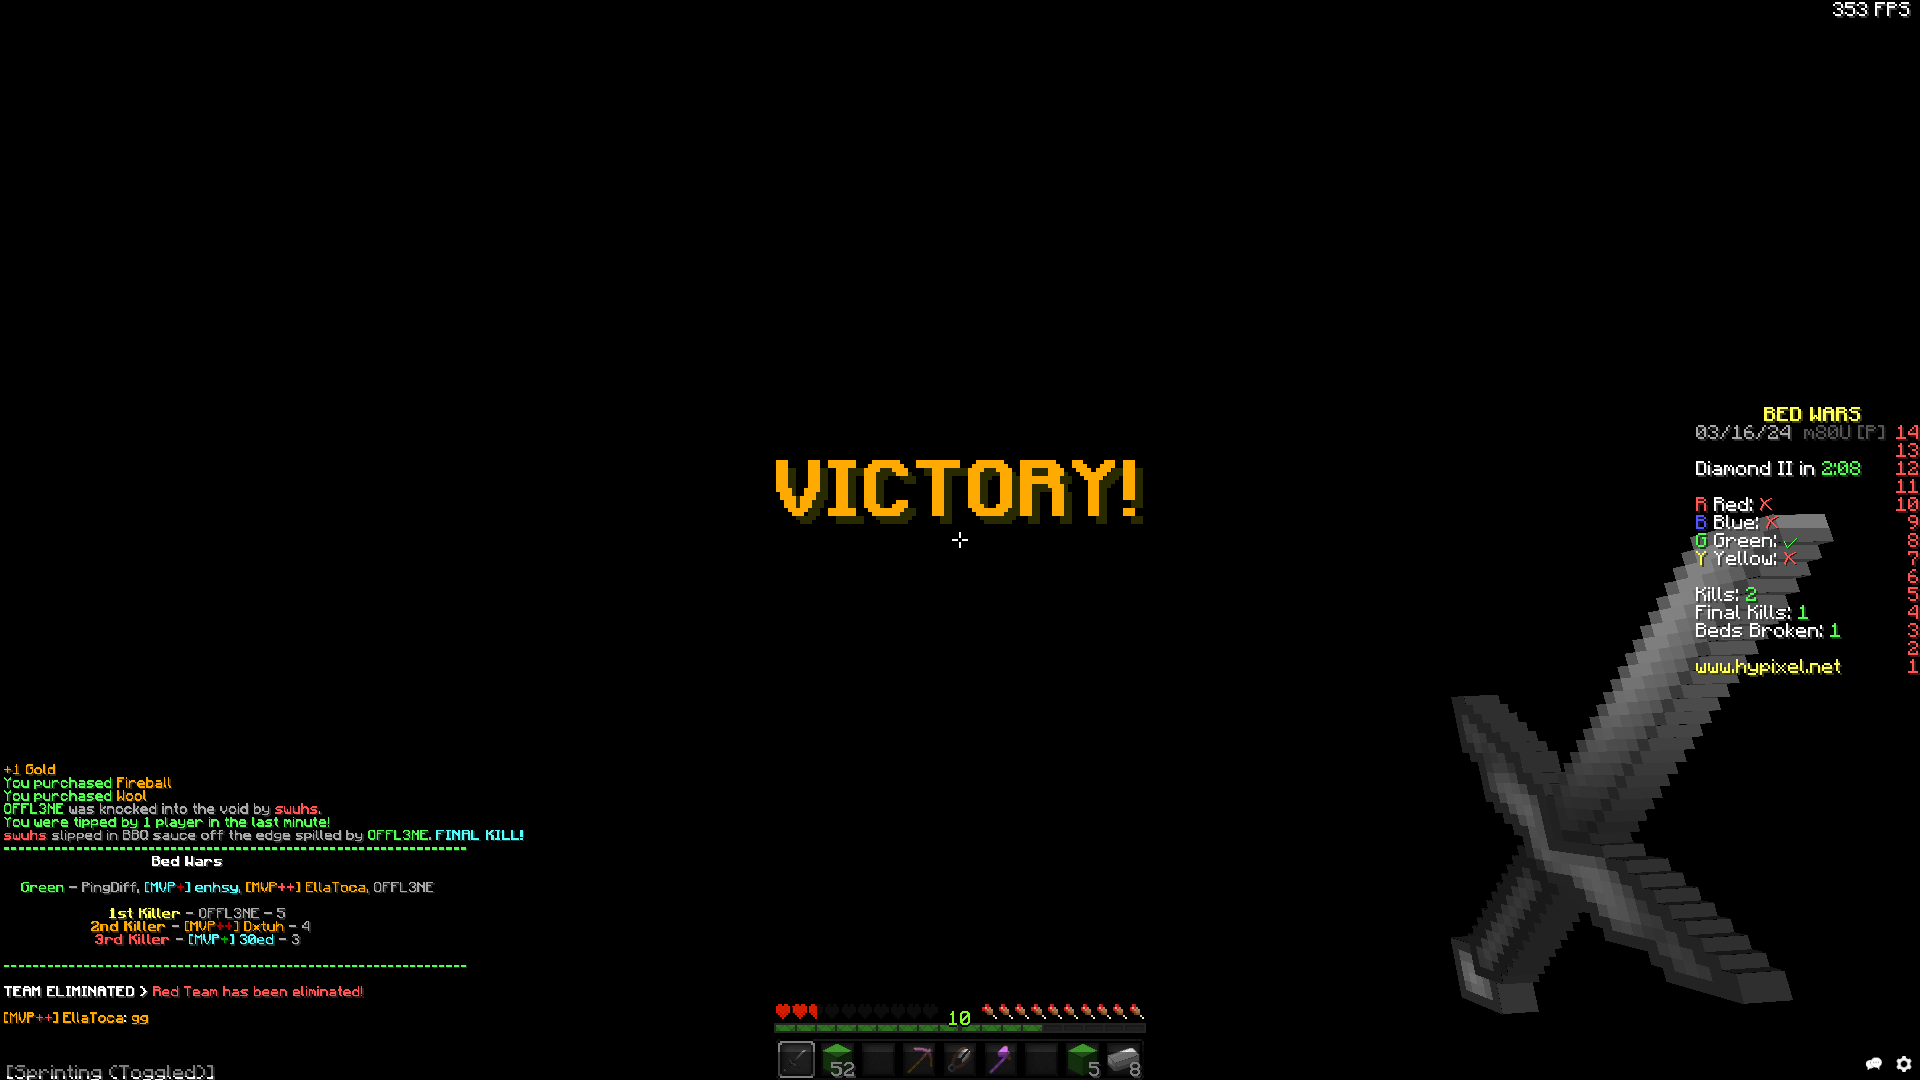 353 FPS
VICTORY!
BED WARS
03/16/24 m80U [P] 14
13
Diamond II in 2:08 12
11
R Red: ✗ 10
B Blue: ✗ 9
G Green: ✓ 8
Y Yellow: ✗ 7
6
Kills: 2 5
Final Kills: 1 4
Beds Broken: 1 3
2
www.hypixel.net 1
+1 Gold
You purchased Fireball
You purchased Wool
OFFL3NE was knocked into the void by swuhs.
You were tipped by 1 player in the last minute!
swuhs slipped in BBQ sauce off the edge spilled by OFFL3NE. FINAL KILL!
Bed Wars
Green - PingDiff, [MVP+] enhsy, [MVP++] EllaToca, OFFL3NE
1st Killer - OFFL3NE - 5
2nd Killer - [MVP++] Dxtuh - 4
3rd Killer - [MVP+] 30ed - 3
TEAM ELIMINATED > Red Team has been eliminated!
[MVP++] EllaToca: gg
[Sprinting (Toggled)]
10
52 5 8